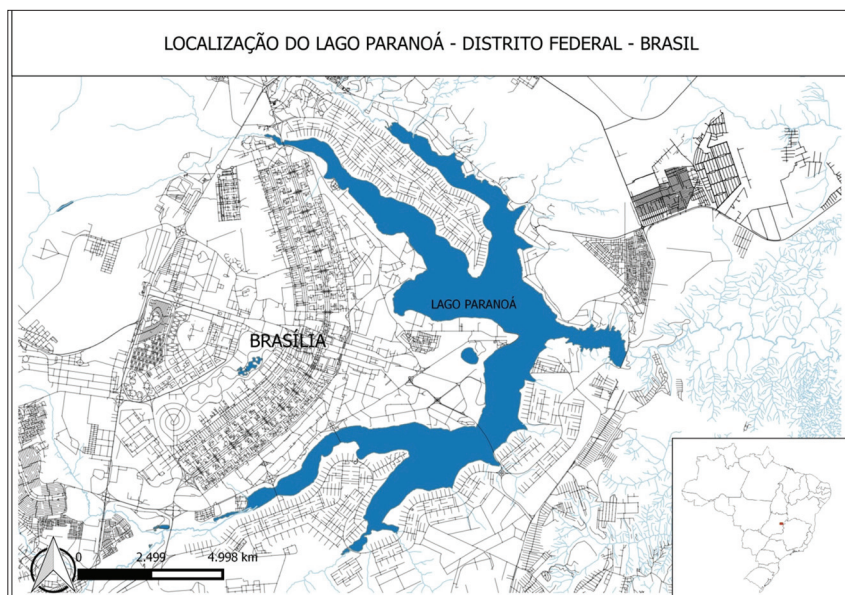 LOCALIZAÇÃO DO LAGO PARANOÁ - DISTRITO FEDERAL - BRASIL
LAGO PARANOÁ
BRASÍLIA
0 2.499 4.998 km